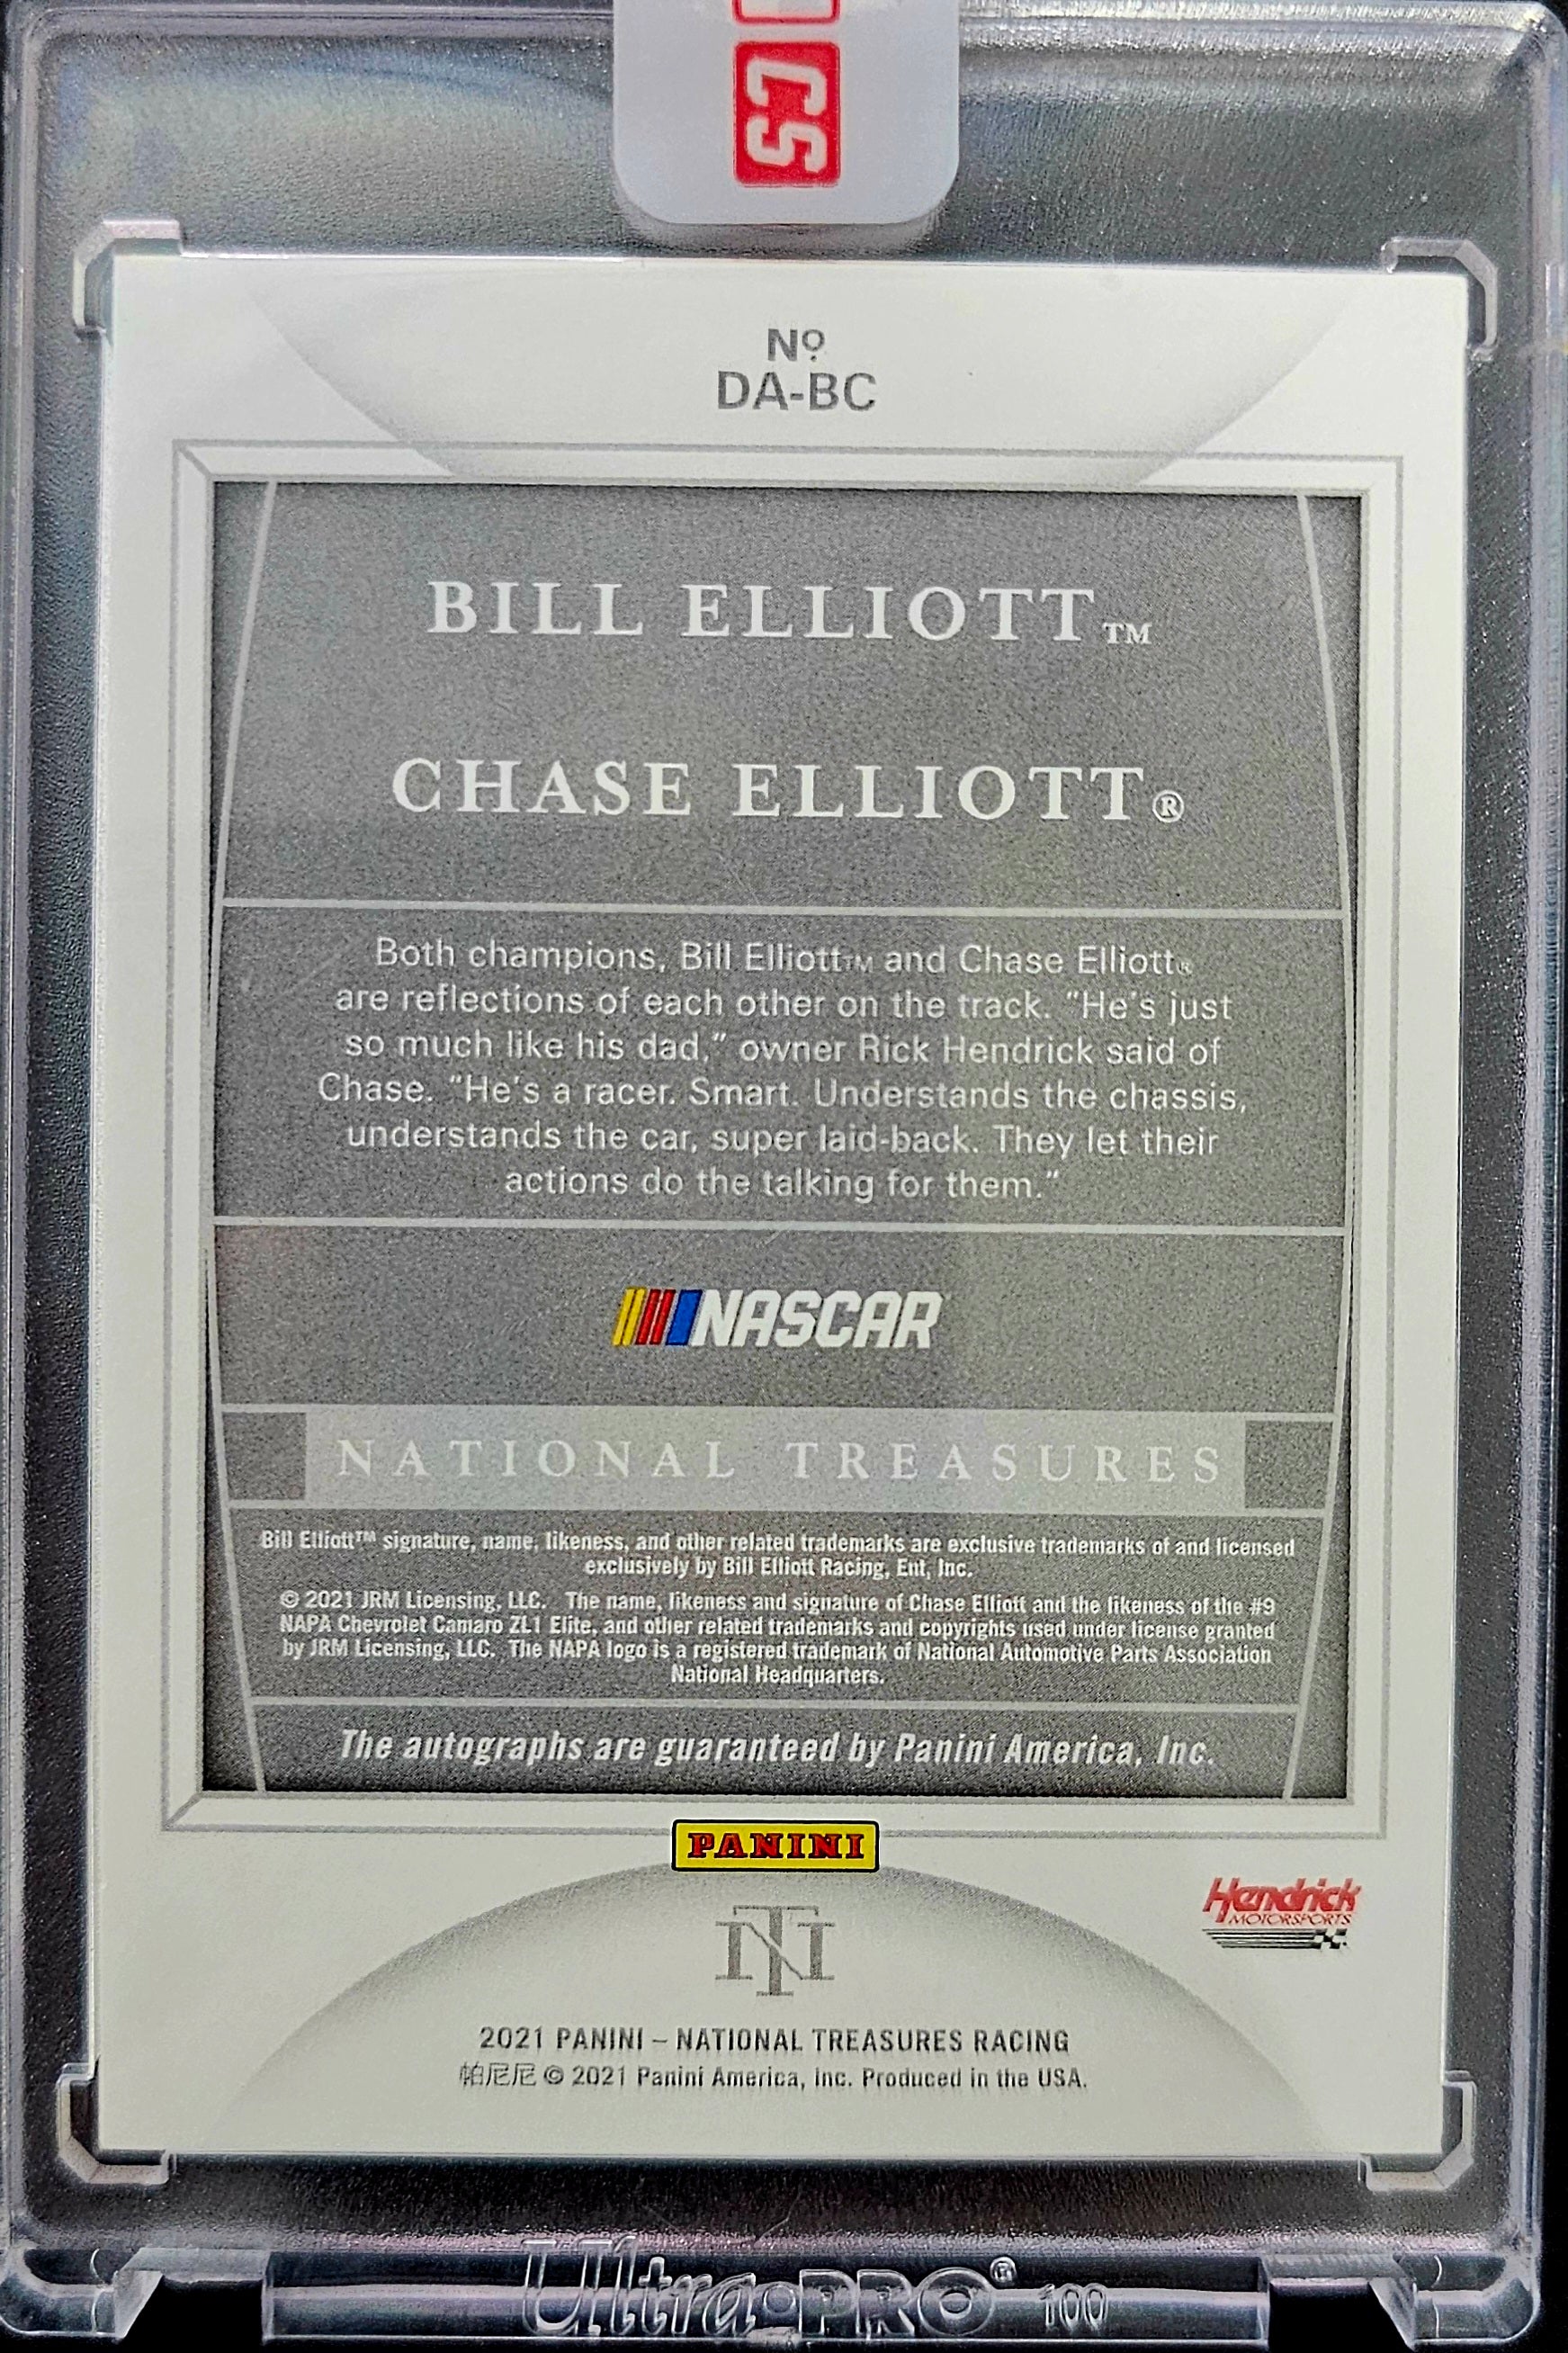 CS
Nº
DA-BC
BILL ELLIOTT™
CHASE ELLIOTT®
Both champions, Bill Elliott™ and Chase Elliott®
are reflections of each other on the track. "He's just
so much like his dad," owner Rick Hendrick said of
Chase. "He's a racer. Smart. Understands the chassis,
understands the car, super laid-back. They let their
actions do the talking for them."
NASCAR
NATIONAL TREASURES
Bill Elliott™ signature, name, likeness, and other related trademarks are exclusive trademarks of and licensed
exclusively by Bill Elliott Racing, Ent, Inc.
© 2021 JRM Licensing, LLC. The name, likeness and signature of Chase Elliott and the likeness of the #9
NAPA Chevrolet Camaro ZL1 Elite, and other related trademarks and copyrights used under license granted
by JRM Licensing, LLC. The NAPA logo is a registered trademark of National Automotive Parts Association
National Headquarters.
The autographs are guaranteed by Panini America, Inc.
PANINI
Hendrick
MOTORSPORTS
NT
2021 PANINI – NATIONAL TREASURES RACING
帕尼尼 © 2021 Panini America, Inc. Produced in the USA.
Ultra•PRO® 100